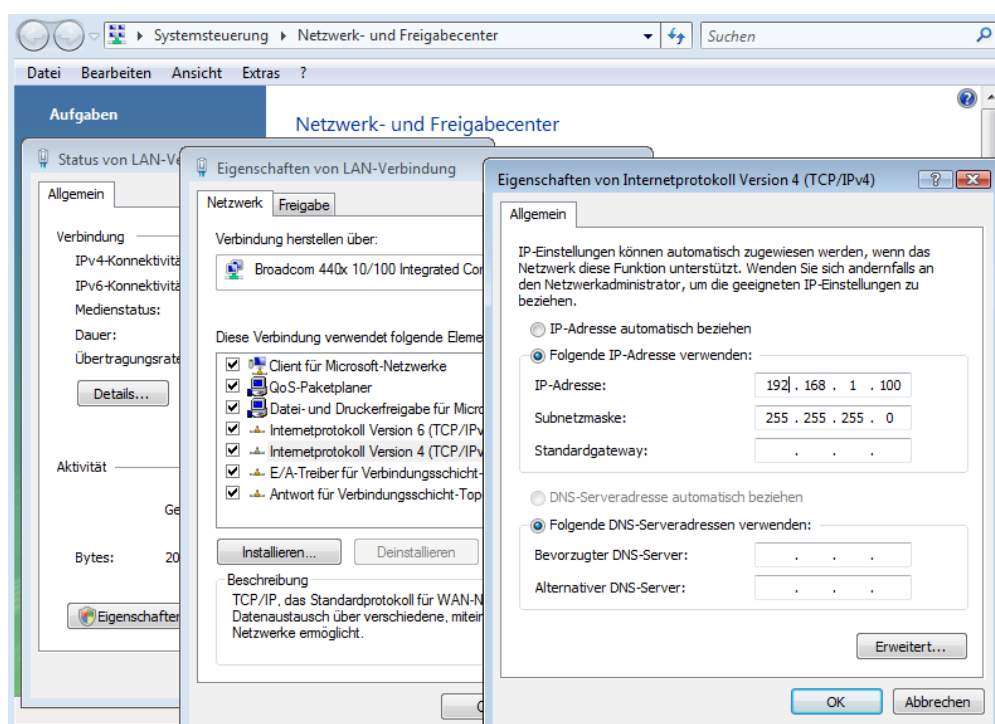 Systemsteuerung Netzwerk- und Freigabecenter
Suchen
Datei Bearbeiten Ansicht Extras ?
Aufgaben
Netzwerk- und Freigabecenter
Status von LAN-Ve
Allgemein
Verbindung
IPv4-Konnektivitä
IPv6-Konnektivitä
Medienstatus:
Dauer:
Übertragungsrate
Details...
Aktivität
Ge
Bytes: 20
Eigenschaften
Eigenschaften von LAN-Verbindung
Netzwerk Freigabe
Verbindung herstellen über:
Broadcom 440x 10/100 Integrated Cor
Diese Verbindung verwendet folgende Eleme
Client für Microsoft-Netzwerke
QoS-Paketplaner
Datei- und Druckerfreigabe für Micro
Internetprotokoll Version 6 (TCP/IPv
Internetprotokoll Version 4 (TCP/IPv
E/A-Treiber für Verbindungsschicht-
Antwort für Verbindungsschicht-Top
Installieren... Deinstallieren
Beschreibung
TCP/IP, das Standardprotokoll für WAN-N
Datenaustausch über verschiedene, mitein
Netzwerke ermöglicht.
Eigenschaften von Internetprotokoll Version 4 (TCP/IPv4)
?
Allgemein
IP-Einstellungen können automatisch zugewiesen werden, wenn das
Netzwerk diese Funktion unterstützt. Wenden Sie sich andernfalls an
den Netzwerkadministrator, um die geeigneten IP-Einstellungen zu
beziehen.
IP-Adresse automatisch beziehen
Folgende IP-Adresse verwenden:
IP-Adresse: 192 . 168 . 1 . 100
Subnetzmaske: 255 . 255 . 255 . 0
Standardgateway: . . .
DNS-Serveradresse automatisch beziehen
Folgende DNS-Serveradressen verwenden:
Bevorzugter DNS-Server: . . .
Alternativer DNS-Server: . . .
Erweitert...
OK Abbrechen